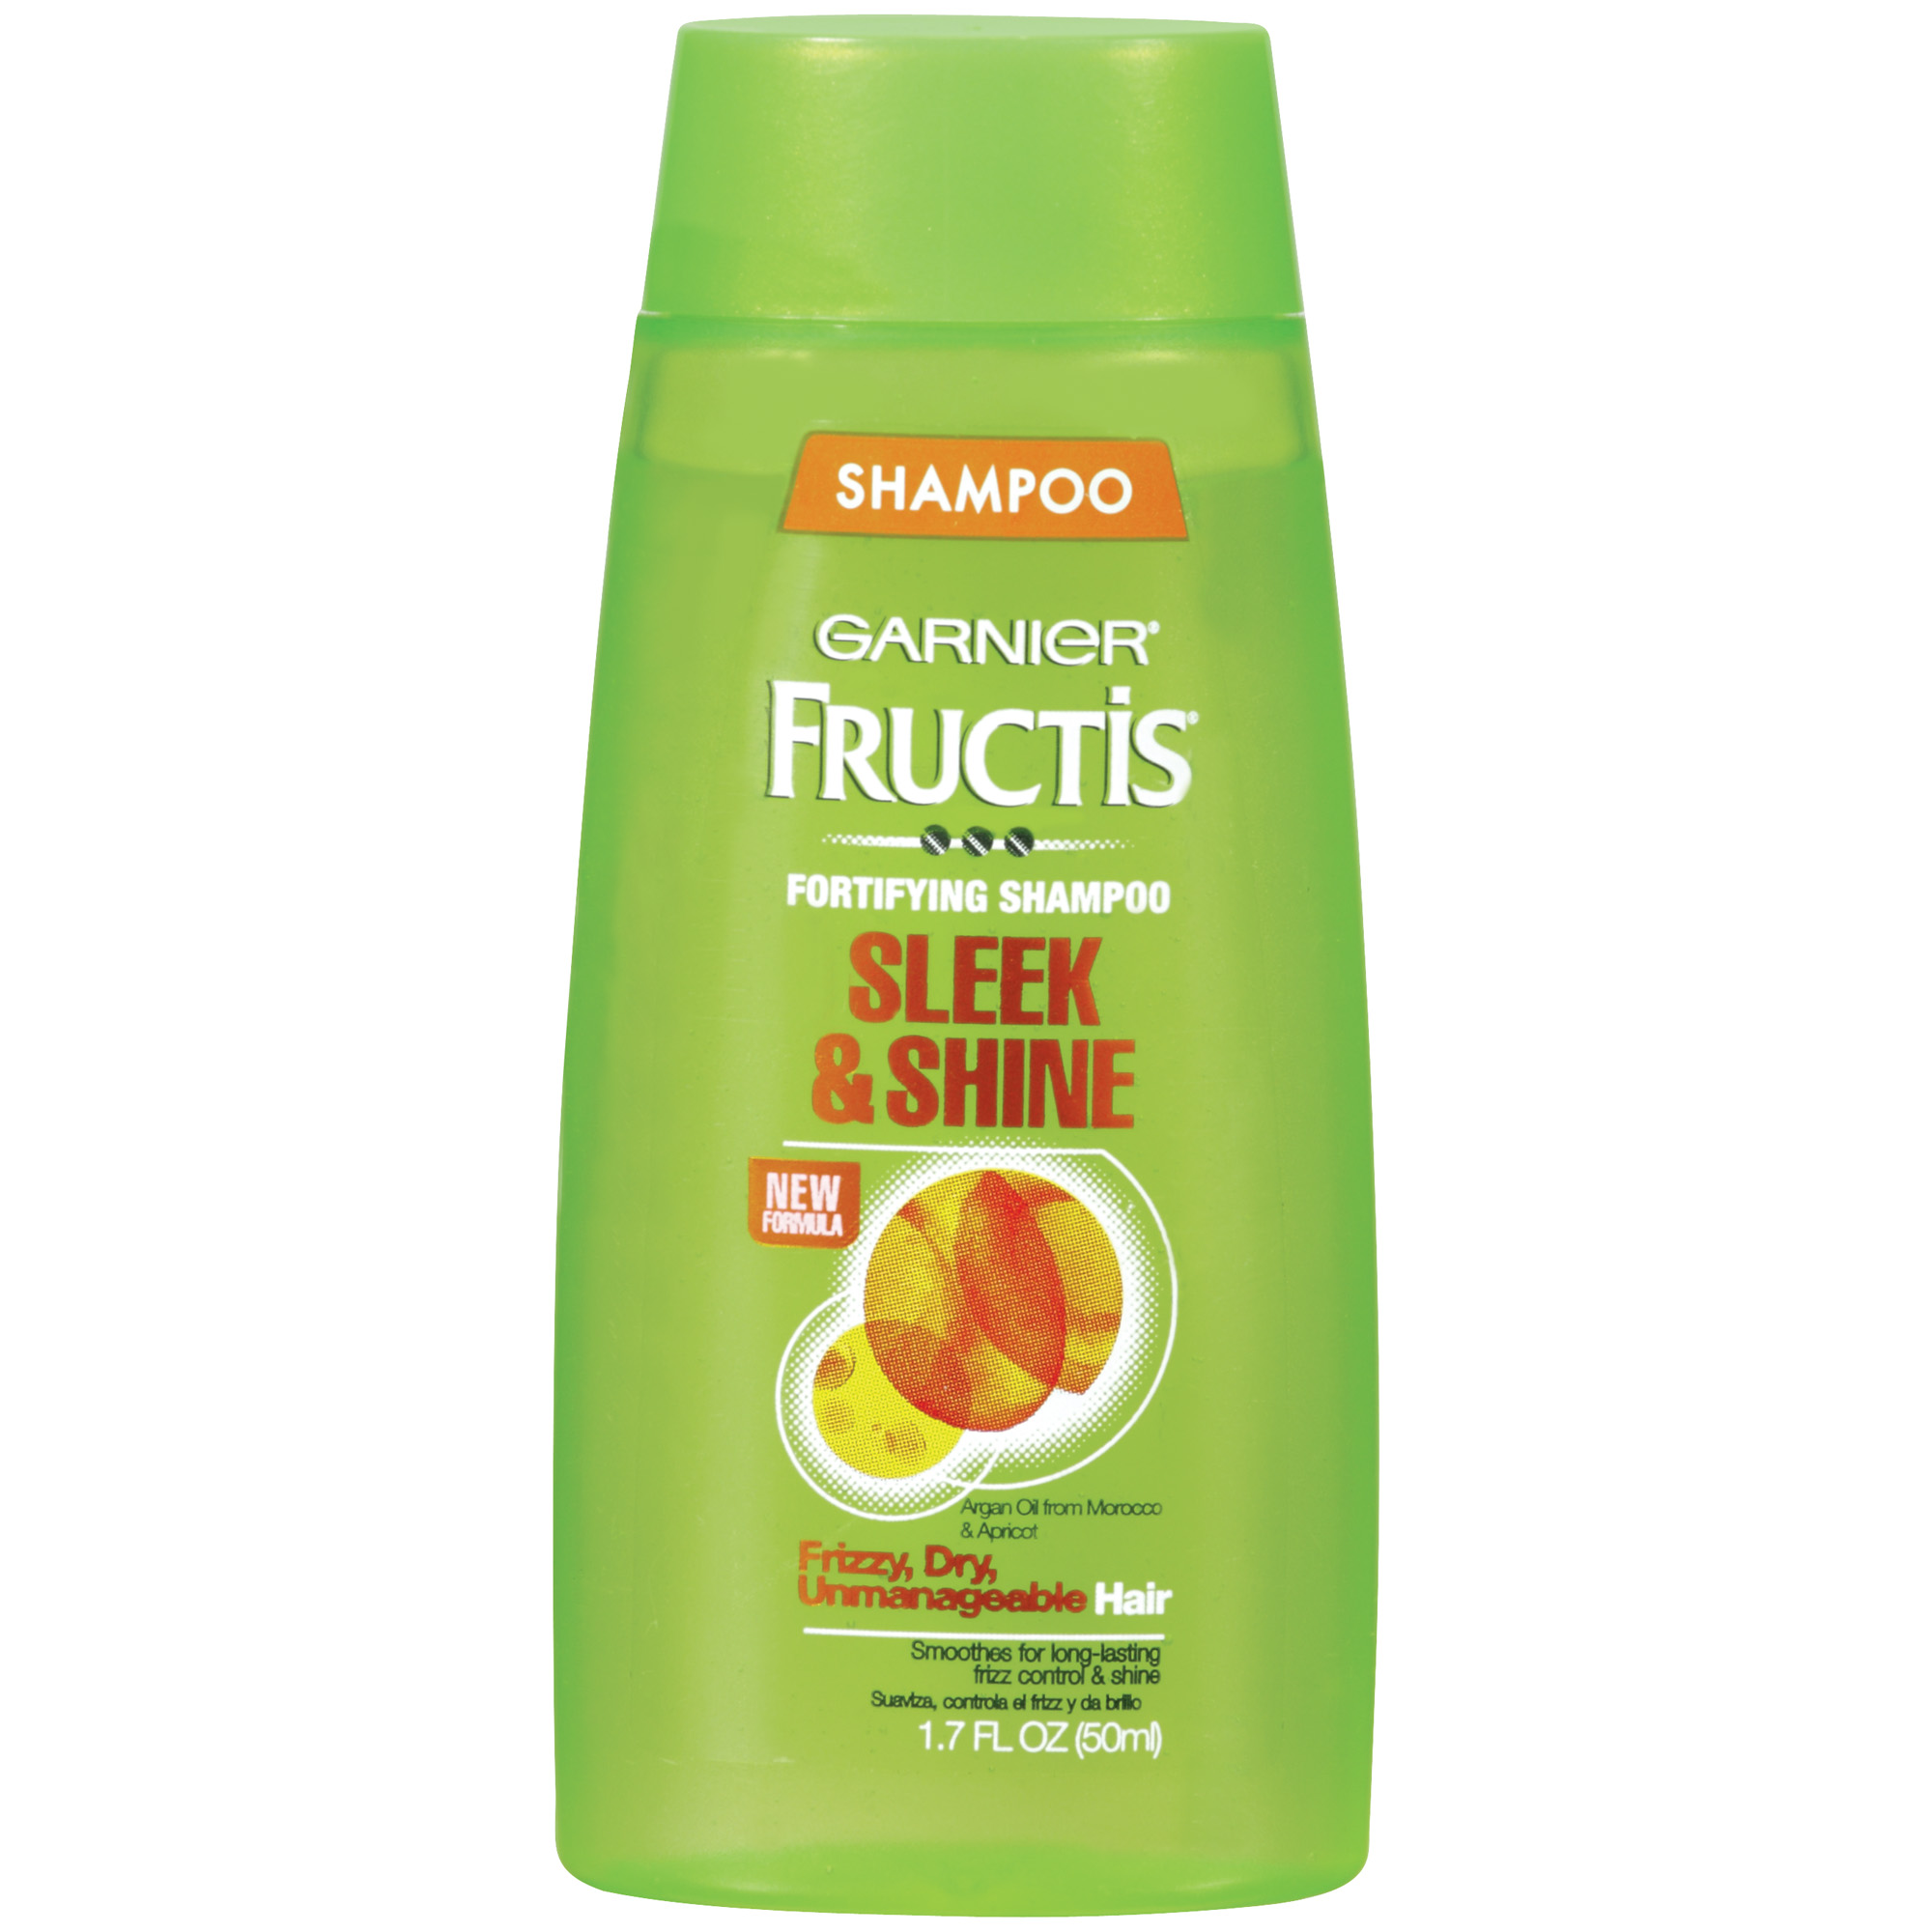 SHAMPOO
GARNIER®
FRUCTIS®
FORTIFYING SHAMPOO
SLEEK
& SHINE
NEW
FORMULA
Argan Oil from Morocco
& Apricot
Frizzy, Dry,
Unmanageable Hair
Smoothes for long-lasting
frizz control & shine
Suaviza, controla el frizz y da brillo
1.7 FL OZ (50ml)